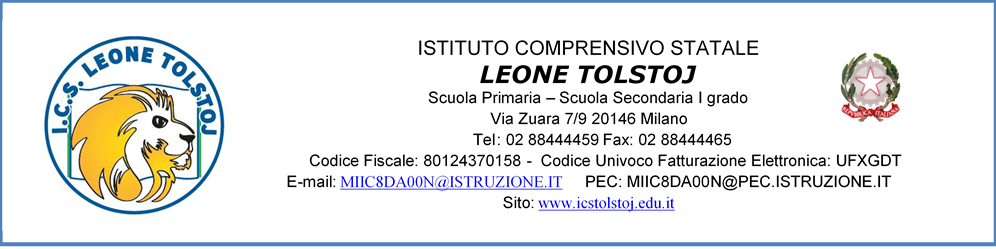 I.C.S. LEONE TOLSTOJ
ISTITUTO COMPRENSIVO STATALE
LEONE TOLSTOJ
Scuola Primaria – Scuola Secondaria I grado
Via Zuara 7/9 20146 Milano
Tel: 02 88444459 Fax: 02 88444465
Codice Fiscale: 80124370158 - Codice Univoco Fatturazione Elettronica: UFXGDT
E-mail: MIIC8DA00N@ISTRUZIONE.IT PEC: MIIC8DA00N@PEC.ISTRUZIONE.IT
Sito: www.icstolstoj.edu.it
REPVBBLICA ITALIANA